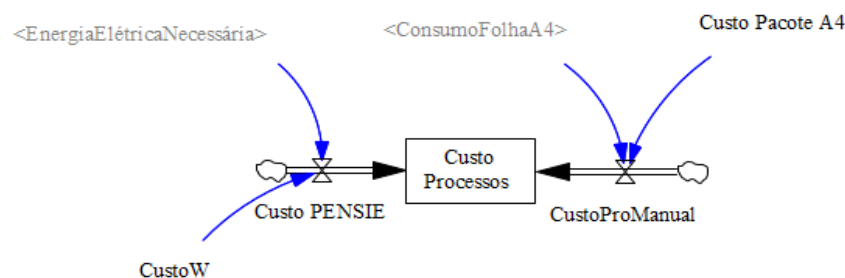 <EnergiaElétricaNecessária>
<ConsumoFolhaA4>
Custo Pacote A4
Custo
Processos
Custo PENSIE
CustoProManual
CustoW